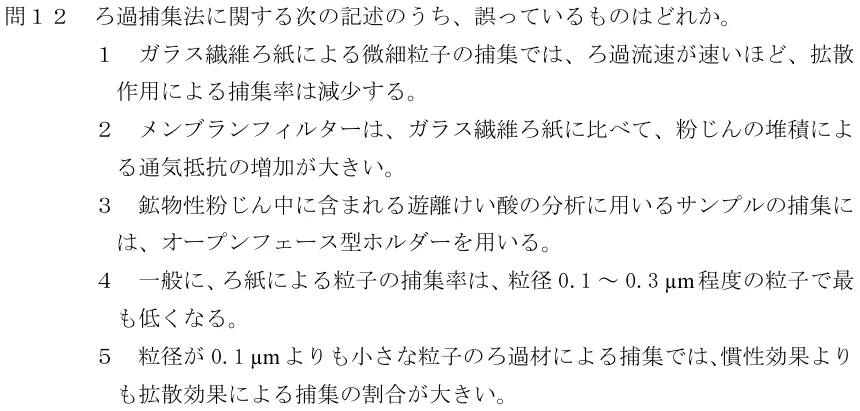 問１２　ろ過捕集法に関する次の記述のうち、誤っているものはどれか。
１　ガラス繊維ろ紙による微細粒子の捕集では、ろ過流速が速いほど、拡散
作用による捕集率は減少する。
２　メンブランフィルターは、ガラス繊維ろ紙に比べて、粉じんの堆積によ
る通気抵抗の増加が大きい。
３　鉱物性粉じん中に含まれる遊離けい酸の分析に用いるサンプルの捕集に
は、オープンフェース型ホルダーを用いる。
４　一般に、ろ紙による粒子の捕集率は、粒径 0.1 ～ 0.3 μm程度の粒子で最
も低くなる。
５　粒径が 0.1 μm よりも小さな粒子のろ過材による捕集では、慣性効果より
も拡散効果による捕集の割合が大きい。